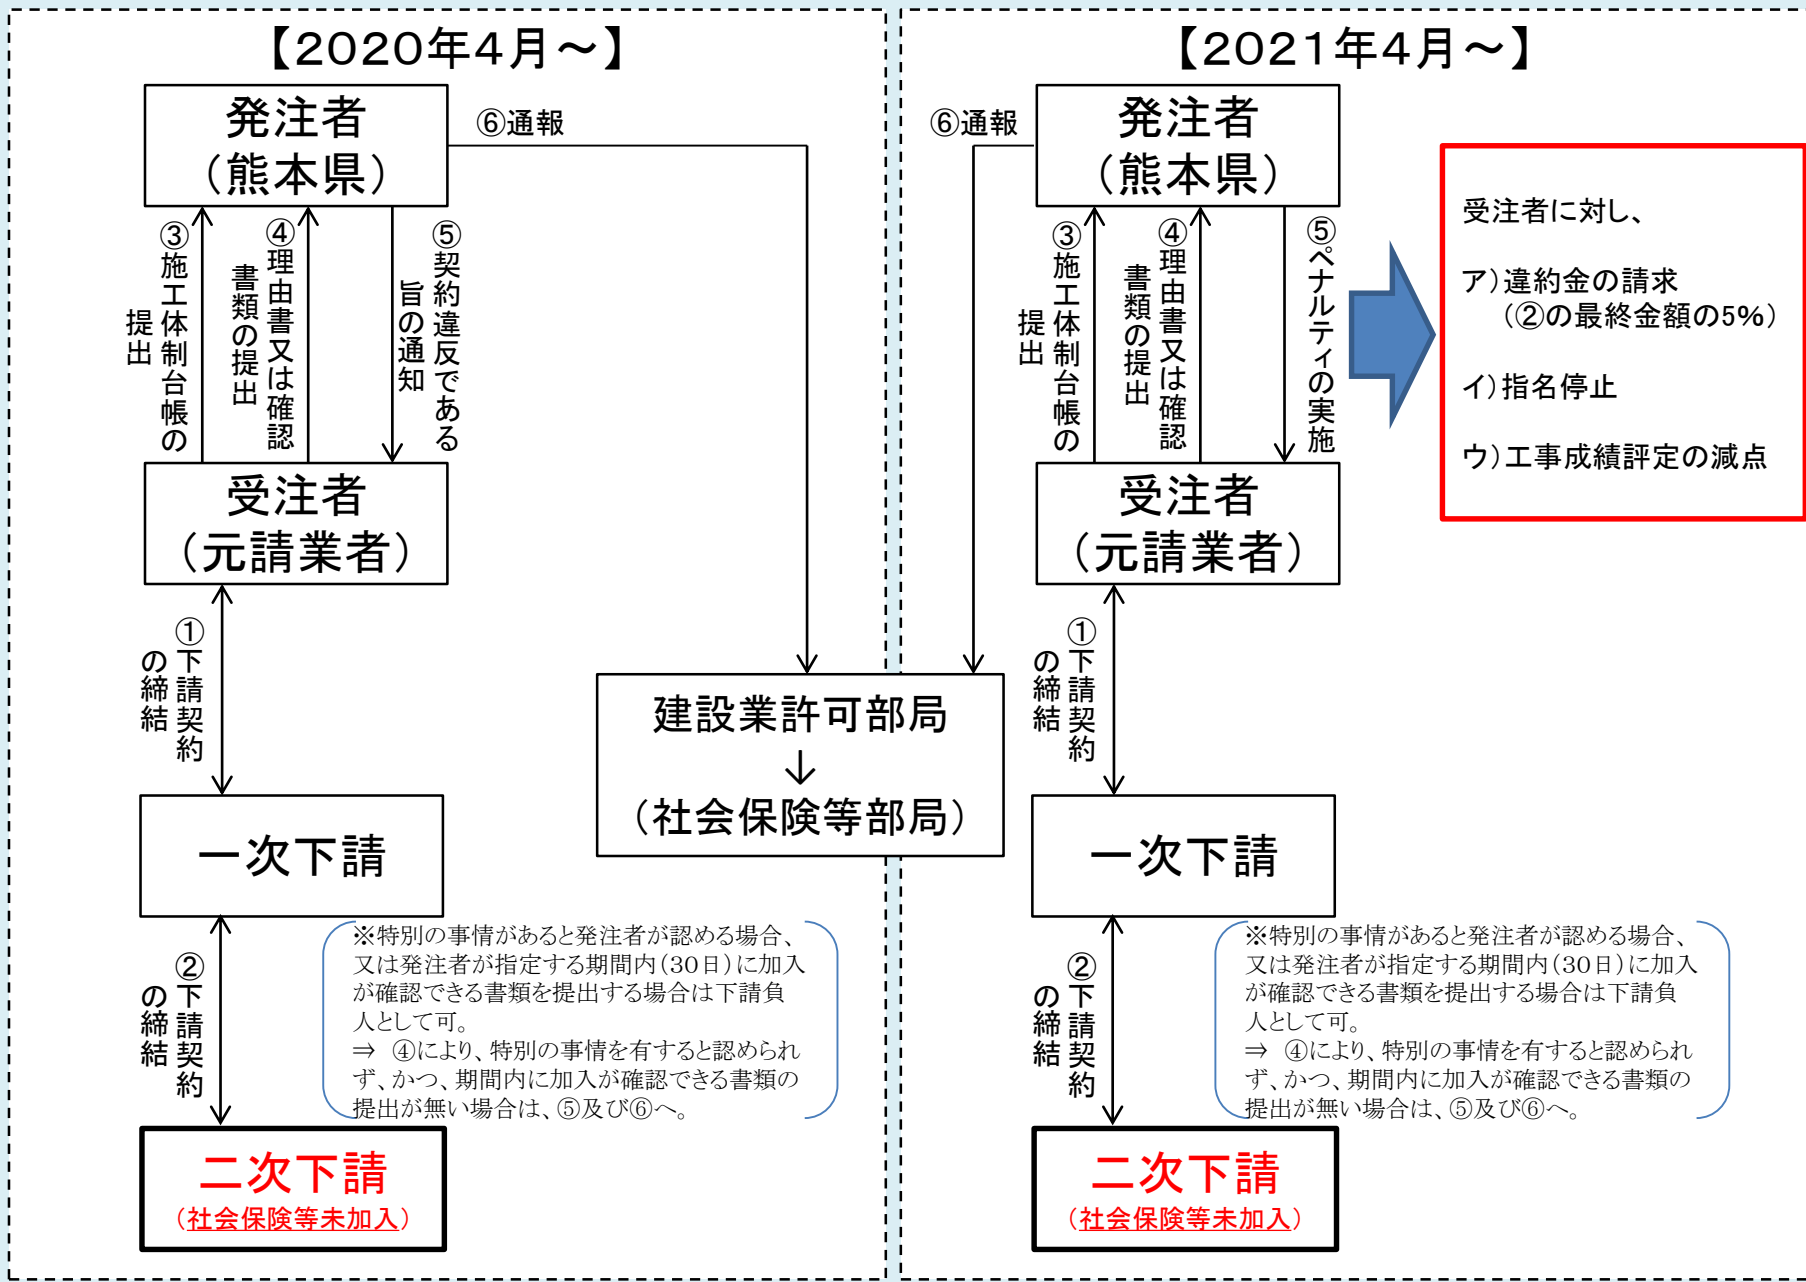 【2020年4月～】
発注者
（熊本県）
⑥通報
③施工体制台帳の
提出
④理由書又は確認
書類の提出
⑤契約違反である
旨の通知
受注者
（元請業者）
①下請契約
の締結
一次下請
②下請契約
の締結
※特別の事情があると発注者が認める場合、
又は発注者が指定する期間内（30日）に加入
が確認できる書類を提出する場合は下請負
人として可。
⇒　④により、特別の事情を有すると認められ
ず、かつ、期間内に加入が確認できる書類の
提出が無い場合は、⑤及び⑥へ。
二次下請
（社会保険等未加入）
建設業許可部局
↓
（社会保険等部局）
【2021年4月～】
発注者
（熊本県）
⑥通報
③施工体制台帳の
提出
④理由書又は確認
書類の提出
⑤ペナルティの実施
受注者に対し、
ア）違約金の請求
（②の最終金額の5%）
イ）指名停止
ウ）工事成績評定の減点
受注者
（元請業者）
①下請契約
の締結
一次下請
②下請契約
の締結
※特別の事情があると発注者が認める場合、
又は発注者が指定する期間内（30日）に加入
が確認できる書類を提出する場合は下請負
人として可。
⇒　④により、特別の事情を有すると認められ
ず、かつ、期間内に加入が確認できる書類の
提出が無い場合は、⑤及び⑥へ。
二次下請
（社会保険等未加入）